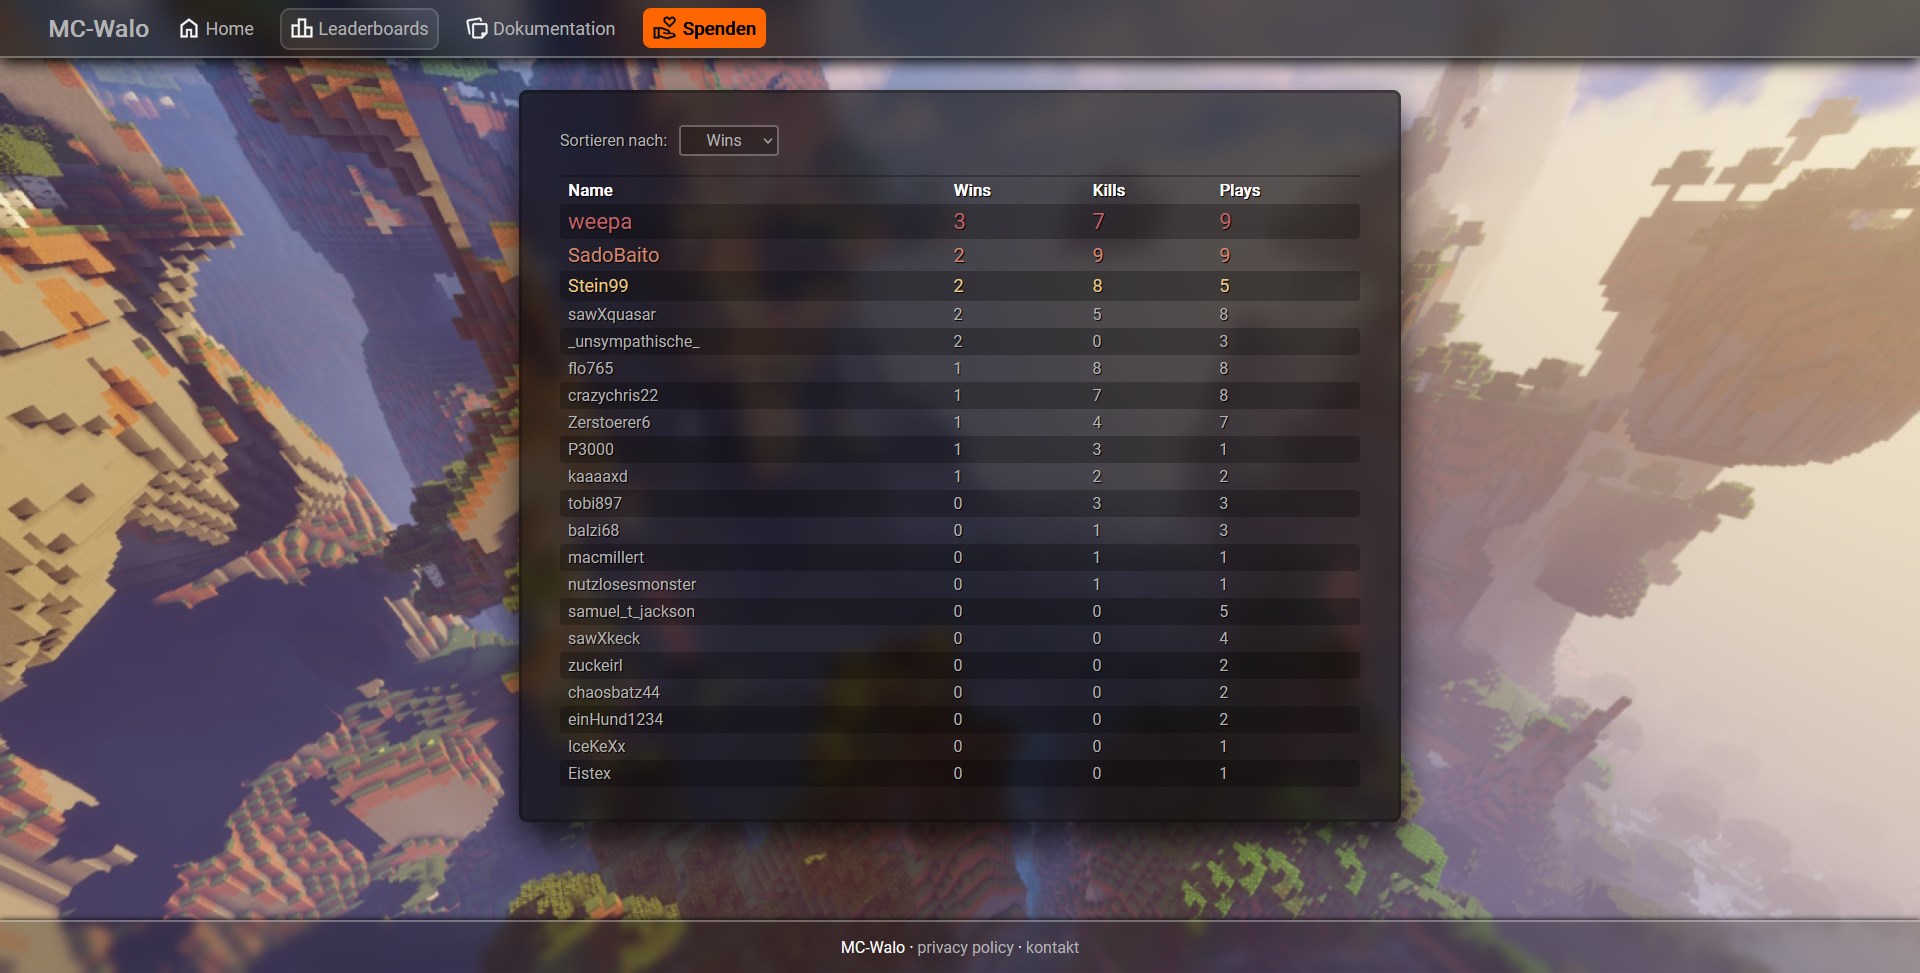 MC-Walo Home Leaderboards Dokumentation Spenden
Sortieren nach: Wins
Name Wins Kills Plays
weepa 3 7 9
SadoBaito 2 9 9
Stein99 2 8 5
sawXquasar 2 5 8
_unsympathische_ 2 0 3
flo765 1 8 8
crazychris22 1 7 8
Zerstoerer6 1 4 7
P3000 1 3 1
kaaaaxd 1 2 2
tobi897 0 3 3
balzi68 0 1 3
macmillert 0 1 1
nutzlosesmonster 0 1 1
samuel_t_jackson 0 0 5
sawXkeck 0 0 4
zuckeirl 0 0 2
chaosbatz44 0 0 2
einHund1234 0 0 2
IceKeXx 0 0 1
Eistex 0 0 1
MC-Walo · privacy policy · kontakt